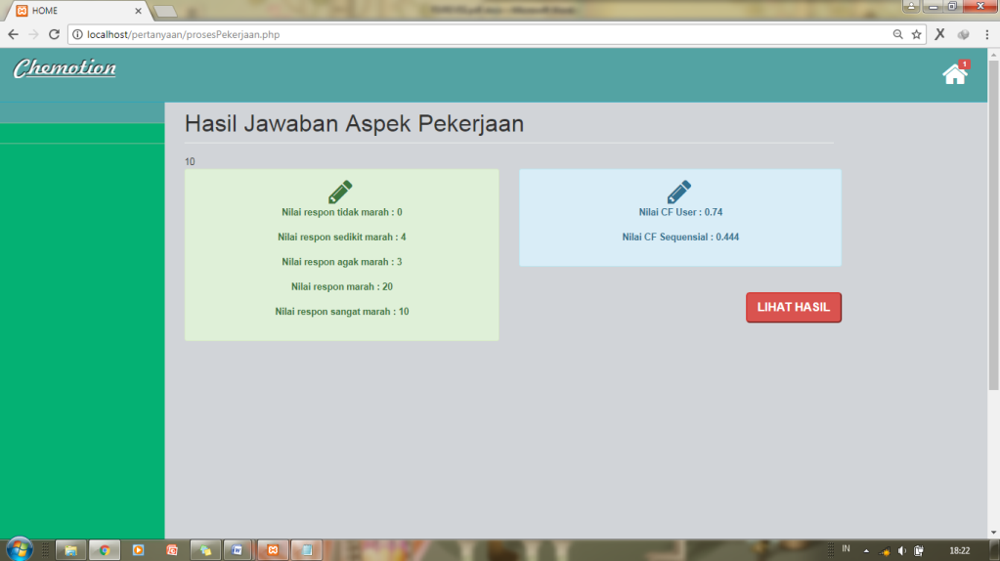 HOME
localhost/pertanyaan/prosesPekerjaan.php
Chemotion
1
Hasil Jawaban Aspek Pekerjaan
10
Nilai respon tidak marah : 0
Nilai respon sedikit marah : 4
Nilai respon agak marah : 3
Nilai respon marah : 20
Nilai respon sangat marah : 10
Nilai CF User : 0.74
Nilai CF Sequensial : 0.444
LIHAT HASIL
IN
18:22